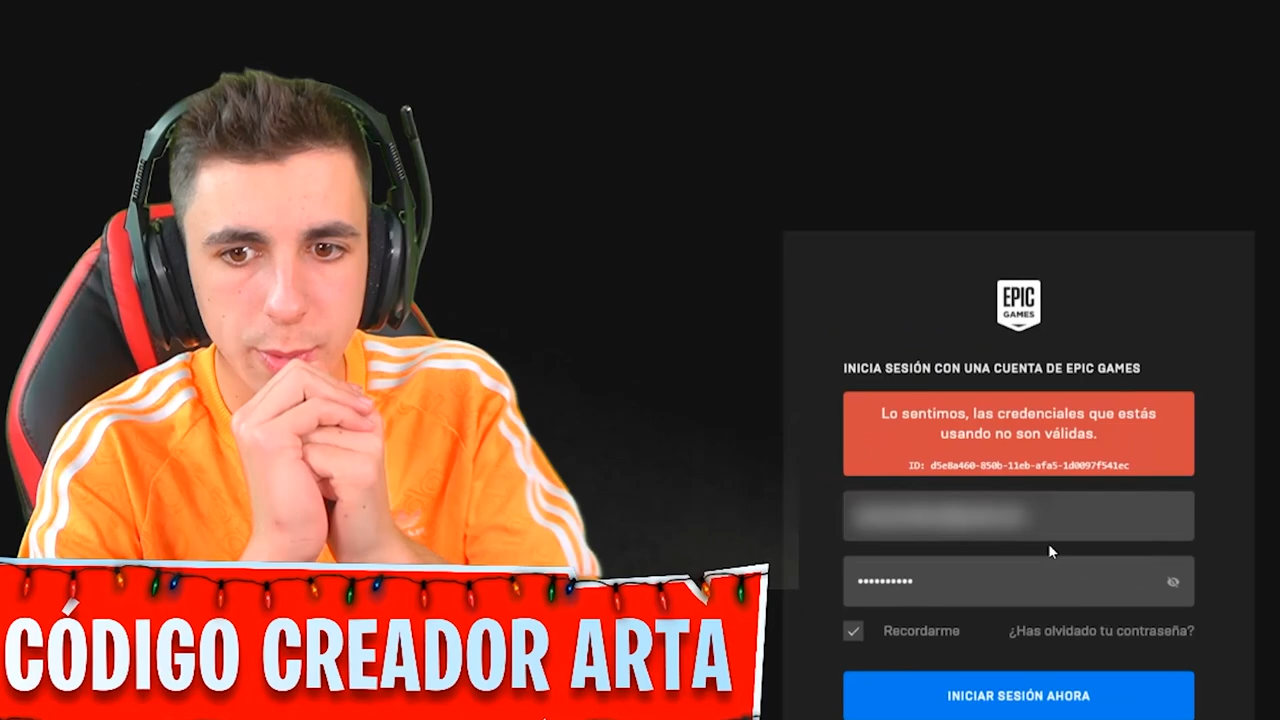 EPIC
GAMES
INICIA SESIÓN CON UNA CUENTA DE EPIC GAMES
Lo sentimos, las credenciales que estás
usando no son válidas.
ID: d5e8a460-850b-11eb-afa5-1d0097f541ec
••••••••••
Recordarme
¿Has olvidado tu contraseña?
INICIAR SESIÓN AHORA
CÓDIGO CREADOR ARTA